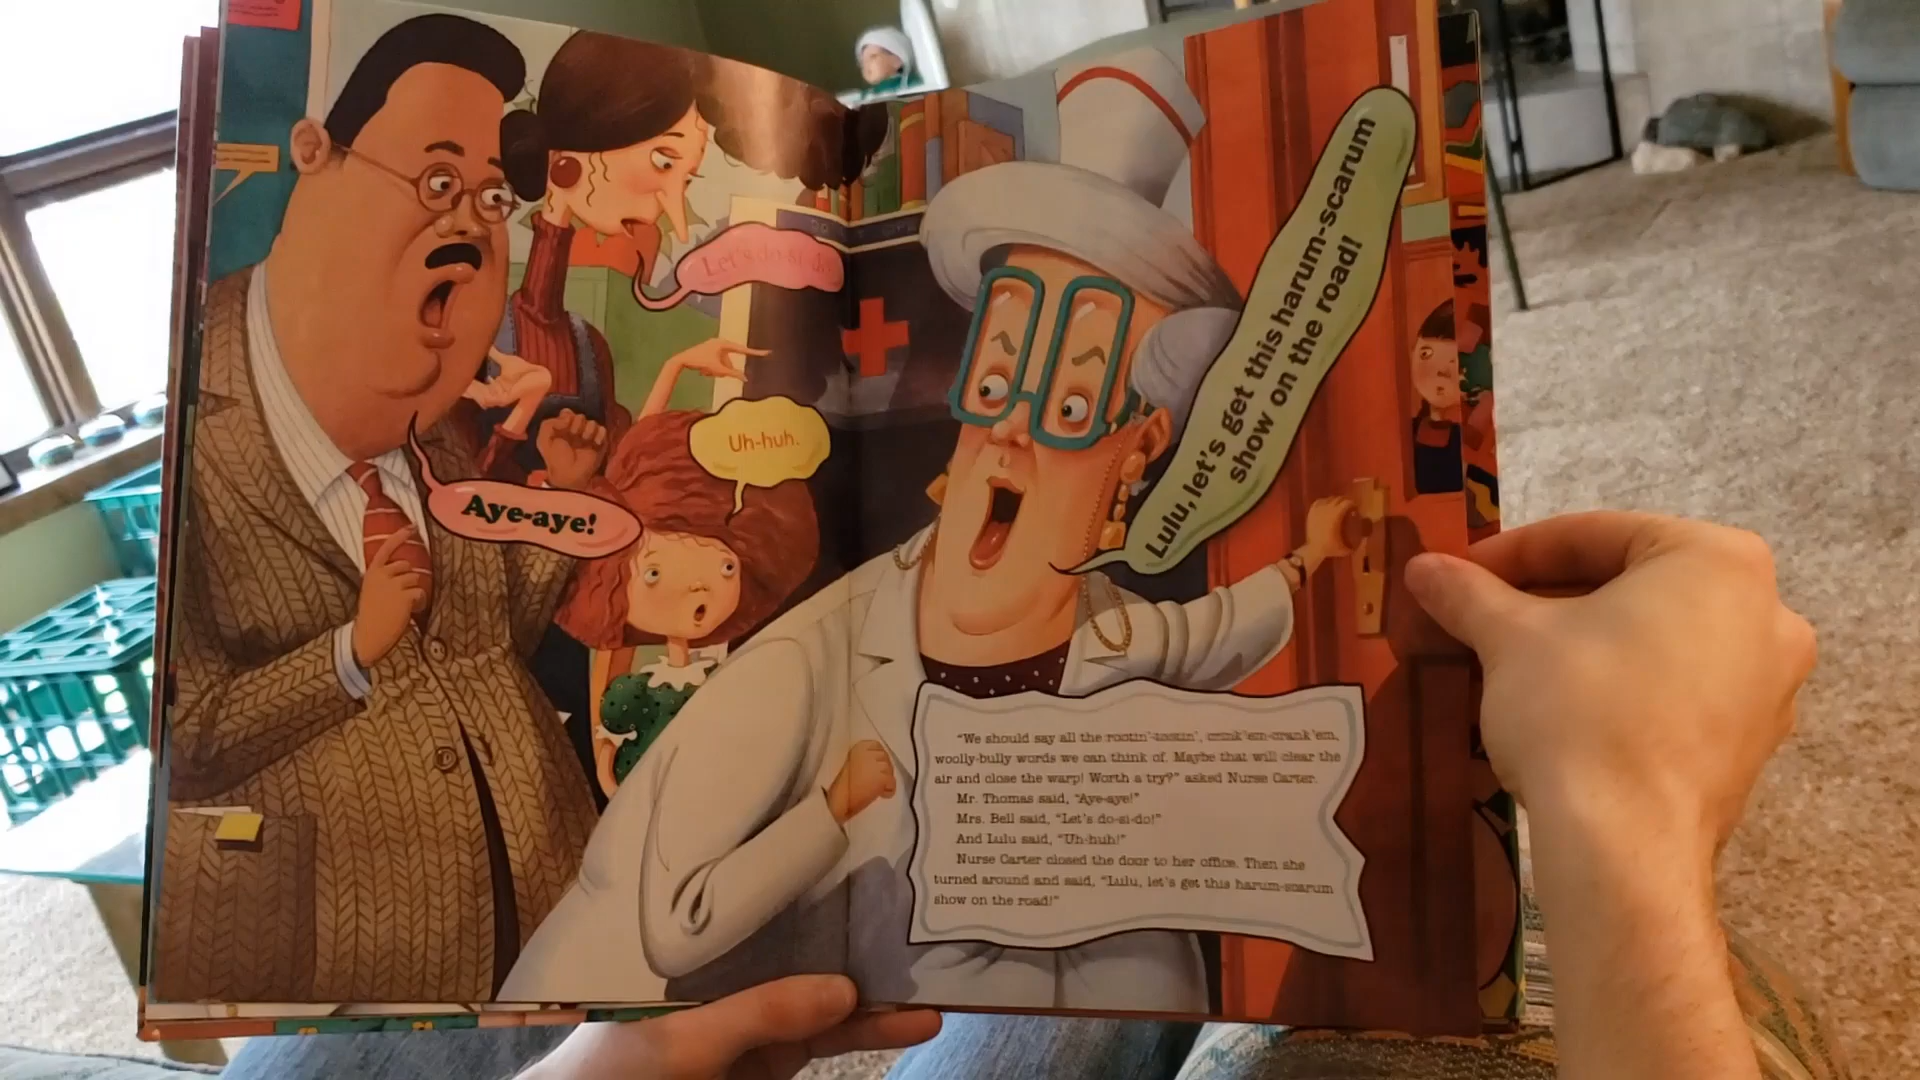 Let's do-si-do
Uh-huh.
Aye-aye!
Lulu, let's get this harum-scarum
show on the road!
"We should say all the rootin'-tootin', crink'em-crank'em,
woolly-bully words we can think of. Maybe that will clear the
air and close the warp! Worth a try?" asked Nurse Carter.
Mr. Thomas said, "Aye-aye!"
Mrs. Bell said, "Let's do-si-do!"
And Lulu said, "Uh-huh!"
Nurse Carter closed the door to her office. Then she
turned around and said, "Lulu, let's get this harum-scarum
show on the road!"